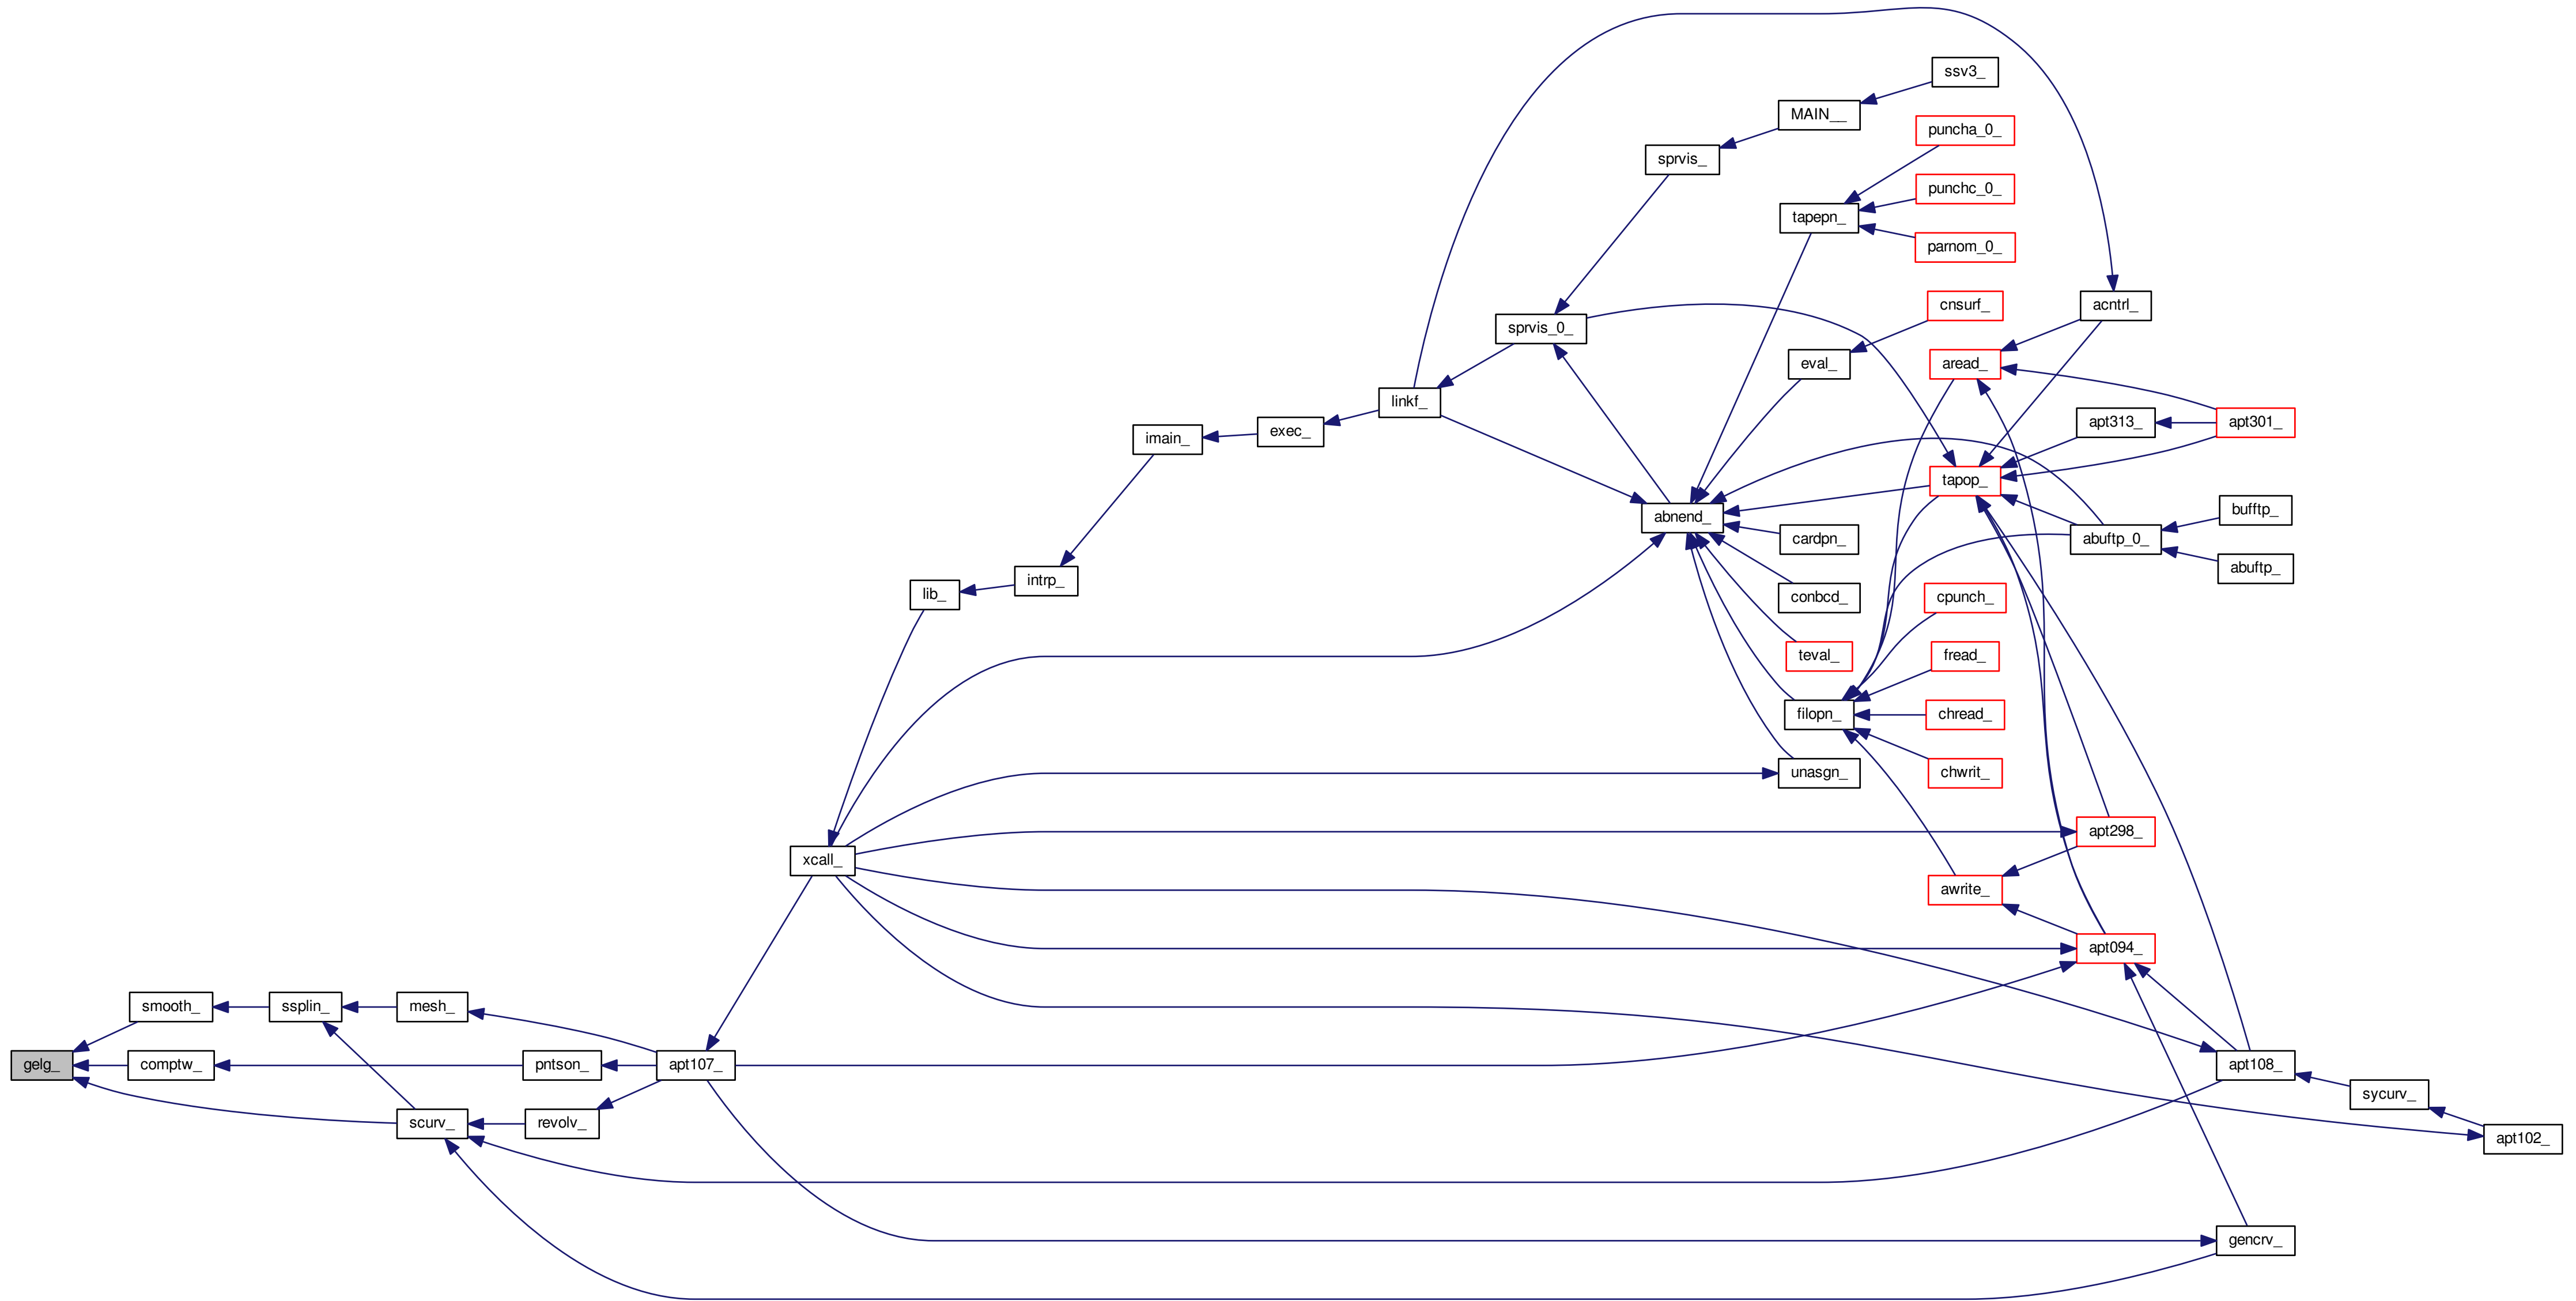 ssv3_
MAIN__
puncha_0_
sprvis_
punchc_0_
tapepn_
parnom_0_
cnsurf_
acntrl_
sprvis_0_
eval_
aread_
linkf_
apt313_
apt301_
exec_
imain_
tapop_
bufftp_
abnend_
cardpn_
abuftp_0_
abuftp_
intrp_
lib_
conbcd_
cpunch_
teval_
fread_
filopn_
chread_
unasgn_
chwrit_
apt298_
xcall_
awrite_
apt094_
smooth_
ssplin_
mesh_
gelg_
comptw_
pntson_
apt107_
apt108_
sycurv_
scurv_
revolv_
apt102_
gencrv_